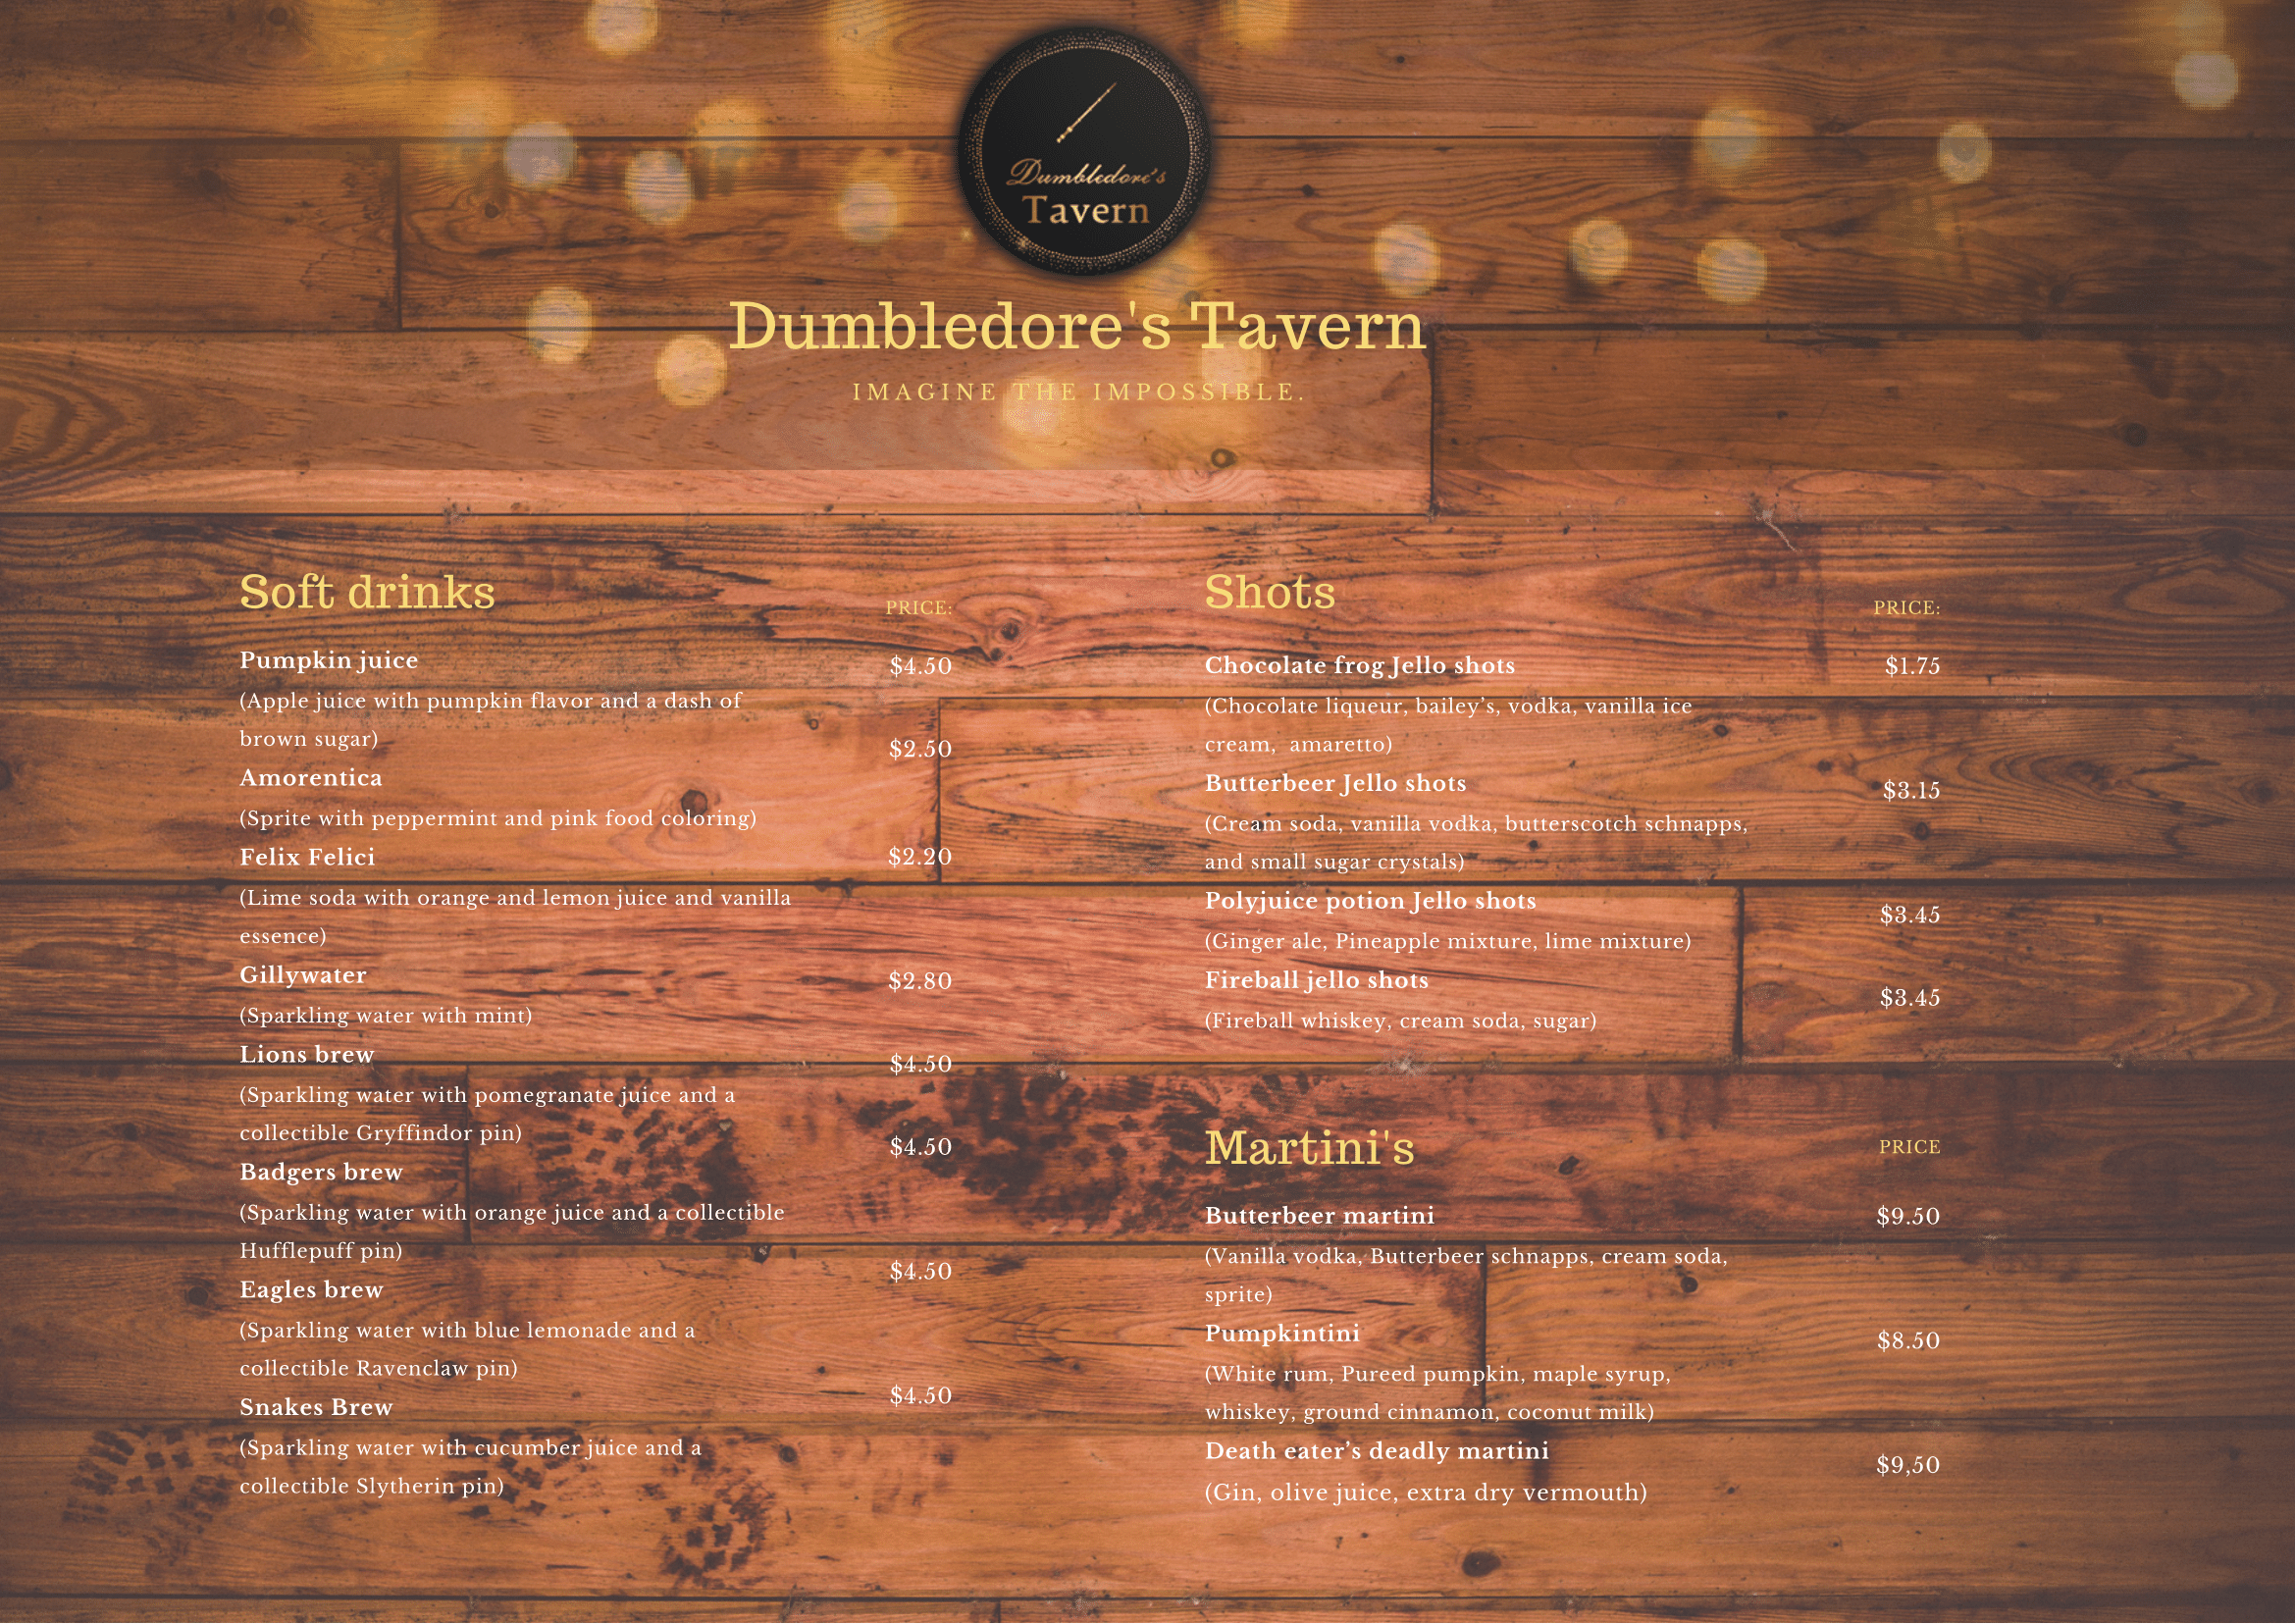 Dumbledore's
Tavern
Dumbledore's Tavern
IMAGINE THE IMPOSSIBLE.
Soft drinks
PRICE:
Pumpkin juice
$4.50
(Apple juice with pumpkin flavor and a dash of
brown sugar)
$2.50
Amorentica
(Sprite with peppermint and pink food coloring)
Felix Felici
$2.20
(Lime soda with orange and lemon juice and vanilla
essence)
Gillywater
$2.80
(Sparkling water with mint)
Lions brew
$4.50
(Sparkling water with pomegranate juice and a
collectible Gryffindor pin)
$4.50
Badgers brew
(Sparkling water with orange juice and a collectible
Hufflepuff pin)
$4.50
Eagles brew
(Sparkling water with blue lemonade and a
collectible Ravenclaw pin)
$4.50
Snakes Brew
(Sparkling water with cucumber juice and a
collectible Slytherin pin)
Shots
PRICE:
Chocolate frog Jello shots
$1.75
(Chocolate liqueur, bailey’s, vodka, vanilla ice
cream,  amaretto)
Butterbeer Jello shots
$3.15
(Cream soda, vanilla vodka, butterscotch schnapps,
and small sugar crystals)
Polyjuice potion Jello shots
$3.45
(Ginger ale, Pineapple mixture, lime mixture)
Fireball jello shots
$3.45
(Fireball whiskey, cream soda, sugar)
Martini's
PRICE
Butterbeer martini
$9.50
(Vanilla vodka, Butterbeer schnapps, cream soda,
sprite)
Pumpkintini
$8.50
(White rum, Pureed pumpkin, maple syrup,
whiskey, ground cinnamon, coconut milk)
Death eater’s deadly martini
$9,50
(Gin, olive juice, extra dry vermouth)